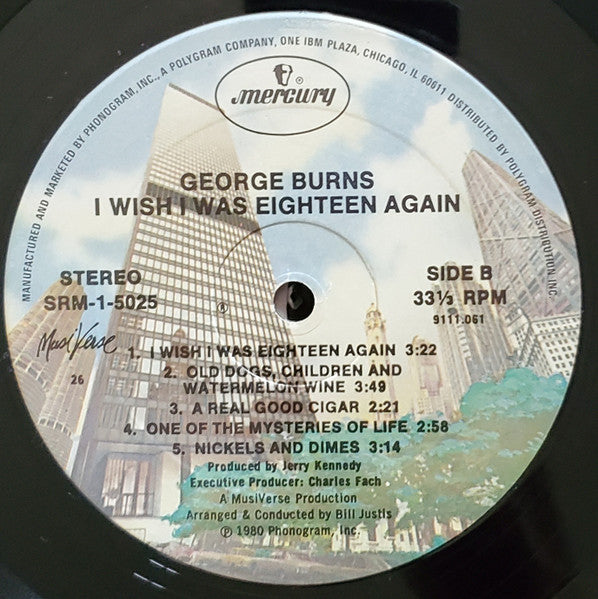 MANUFACTURED AND MARKETED BY PHONOGRAM, INC., A POLYGRAM COMPANY, ONE IBM PLAZA, CHICAGO, IL 60611 DISTRIBUTED BY POLYGRAM DISTRIBUTION, INC.
®
mercury
GEORGE BURNS
I WISH I WAS EIGHTEEN AGAIN
STEREO
SRM-1-5025
SIDE B
33⅓ RPM
9111.061
MusiVerse
26
1. I WISH I WAS EIGHTEEN AGAIN 3:22
2. OLD DOGS, CHILDREN AND
WATERMELON WINE 3:49
3. A REAL GOOD CIGAR 2:21
4. ONE OF THE MYSTERIES OF LIFE 2:58
5. NICKELS AND DIMES 3:14
Produced by Jerry Kennedy
Executive Producer: Charles Fach
A MusiVerse Production
Arranged & Conducted by Bill Justis
℗ 1980 Phonogram, Inc.